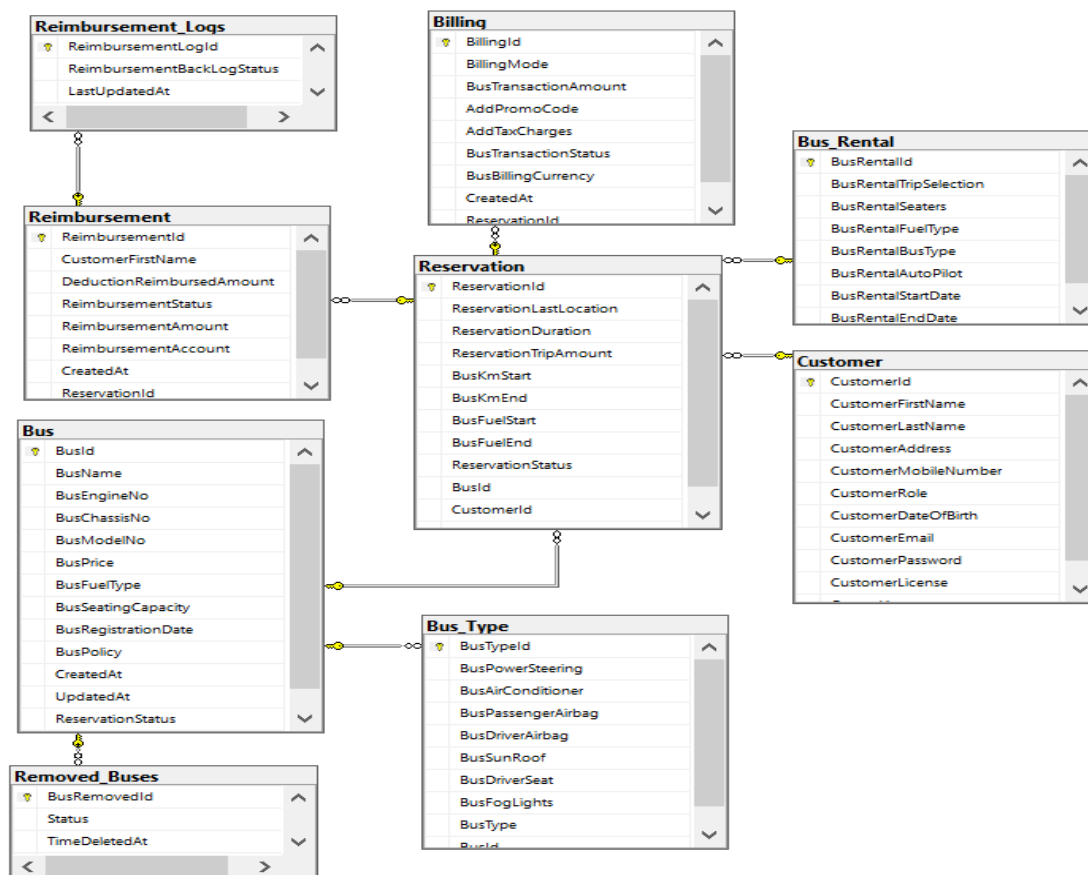 Reimbursement_Logs
ReimbursementLogId
ReimbursementBackLogStatus
LastUpdatedAt
Billing
BillingId
BillingMode
BusTransactionAmount
AddPromoCode
AddTaxCharges
BusTransactionStatus
BusBillingCurrency
CreatedAt
ReservationId
Bus_Rental
BusRentalId
BusRentalTripSelection
BusRentalSeaters
BusRentalFuelType
BusRentalBusType
BusRentalAutoPilot
BusRentalStartDate
BusRentalEndDate
Reimbursement
ReimbursementId
CustomerFirstName
DeductionReimbursedAmount
ReimbursementStatus
ReimbursementAmount
ReimbursementAccount
CreatedAt
ReservationId
Reservation
ReservationId
ReservationLastLocation
ReservationDuration
ReservationTripAmount
BusKmStart
BusKmEnd
BusFuelStart
BusFuelEnd
ReservationStatus
BusId
CustomerId
Customer
CustomerId
CustomerFirstName
CustomerLastName
CustomerAddress
CustomerMobileNumber
CustomerRole
CustomerDateOfBirth
CustomerEmail
CustomerPassword
CustomerLicense
Bus
BusId
BusName
BusEngineNo
BusChassisNo
BusModelNo
BusPrice
BusFuelType
BusSeatingCapacity
BusRegistrationDate
BusPolicy
CreatedAt
UpdatedAt
ReservationStatus
Bus_Type
BusTypeId
BusPowerSteering
BusAirConditioner
BusPassengerAirbag
BusDriverAirbag
BusSunRoof
BusDriverSeat
BusFogLights
BusType
BusId
Removed_Buses
BusRemovedId
Status
TimeDeletedAt